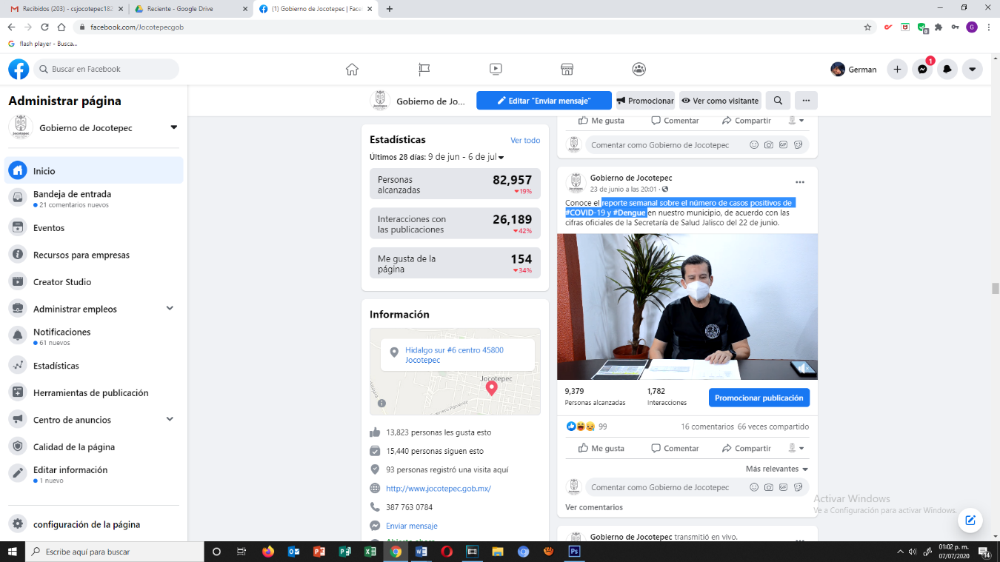 Recibidos (203) - csjocotepec182
Reciente - Google Drive
(1) Gobierno de Jocotepec | Face
facebook.com/Jocotepecgob
flash player - Busca...
Buscar en Facebook
German
1
Administrar página
Gobierno de Jocotepec
Inicio
Bandeja de entrada
21 comentarios nuevos
Eventos
Recursos para empresas
Creator Studio
Administrar empleos
Notificaciones
61 nuevos
Estadísticas
Herramientas de publicación
Centro de anuncios
Calidad de la página
Editar información
1 nuevo
configuración de la página
Gobierno de Jo...
Editar "Enviar mensaje"
Promocionar
Ver como visitante
Estadísticas
Ver todo
Últimos 28 días: 9 de jun - 6 de jul
Personas alcanzadas
82,957
19%
Interacciones con las publicaciones
26,189
42%
Me gusta de la página
154
34%
Información
Hidalgo sur #6 centro 45800
Jocotepec
Jocotepec
13,823 personas les gusta esto
15,440 personas siguen esto
93 personas registró una visita aquí
http://www.jocotepec.gob.mx/
387 763 0784
Enviar mensaje
Abierto ahora
Me gusta Comentar Compartir
Comentar como Gobierno de Jocotepec
Gobierno de Jocotepec
23 de junio a las 20:01
Conoce el reporte semanal sobre el número de casos positivos de
#COVID-19 y #Dengue en nuestro municipio, de acuerdo con las
cifras oficiales de la Secretaría de Salud Jalisco del 22 de junio.
9,379
Personas alcanzadas
1,782
Interacciones
Promocionar publicación
99
16 comentarios 66 veces compartido
Me gusta Comentar Compartir
Más relevantes
Comentar como Gobierno de Jocotepec
Ver comentarios
Gobierno de Jocotepec transmitió en vivo.
Activar Windows
Ve a Configuración para activar Windows.
Escribe aquí para buscar
01:02 p. m.
07/07/2020
14